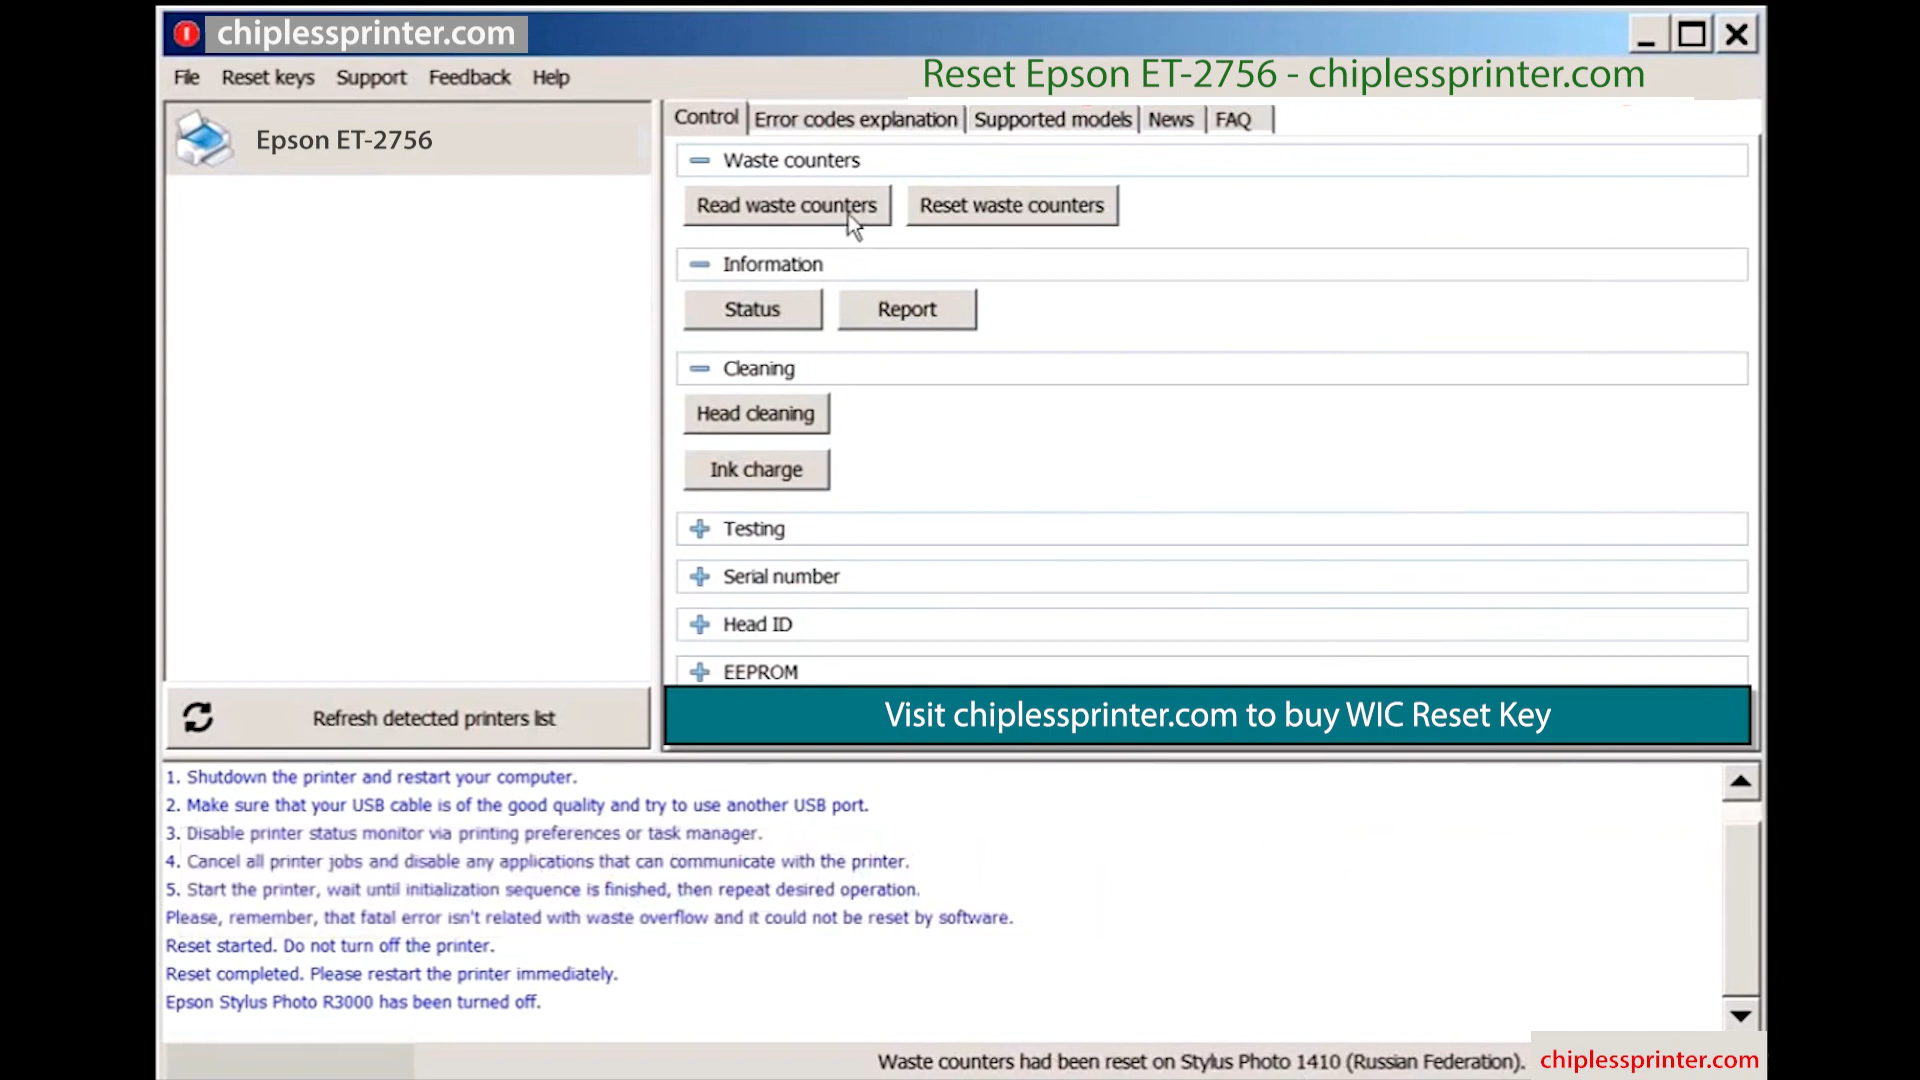 chiplessprinter.com
File Reset keys Support Feedback Help
Reset Epson ET-2756 - chiplessprinter.com
Epson ET-2756
Control Error codes explanation Supported models News FAQ
Waste counters
Read waste counters Reset waste counters
Information
Status Report
Cleaning
Head cleaning
Ink charge
Testing
Serial number
Head ID
EEPROM
Refresh detected printers list
Visit chiplessprinter.com to buy WIC Reset Key
1. Shutdown the printer and restart your computer.
2. Make sure that your USB cable is of the good quality and try to use another USB port.
3. Disable printer status monitor via printing preferences or task manager.
4. Cancel all printer jobs and disable any applications that can communicate with the printer.
5. Start the printer, wait until initialization sequence is finished, then repeat desired operation.
Please, remember, that fatal error isn't related with waste overflow and it could not be reset by software.
Reset started. Do not turn off the printer.
Reset completed. Please restart the printer immediately.
Epson Stylus Photo R3000 has been turned off.
Waste counters had been reset on Stylus Photo 1410 (Russian Federation).
chiplessprinter.com